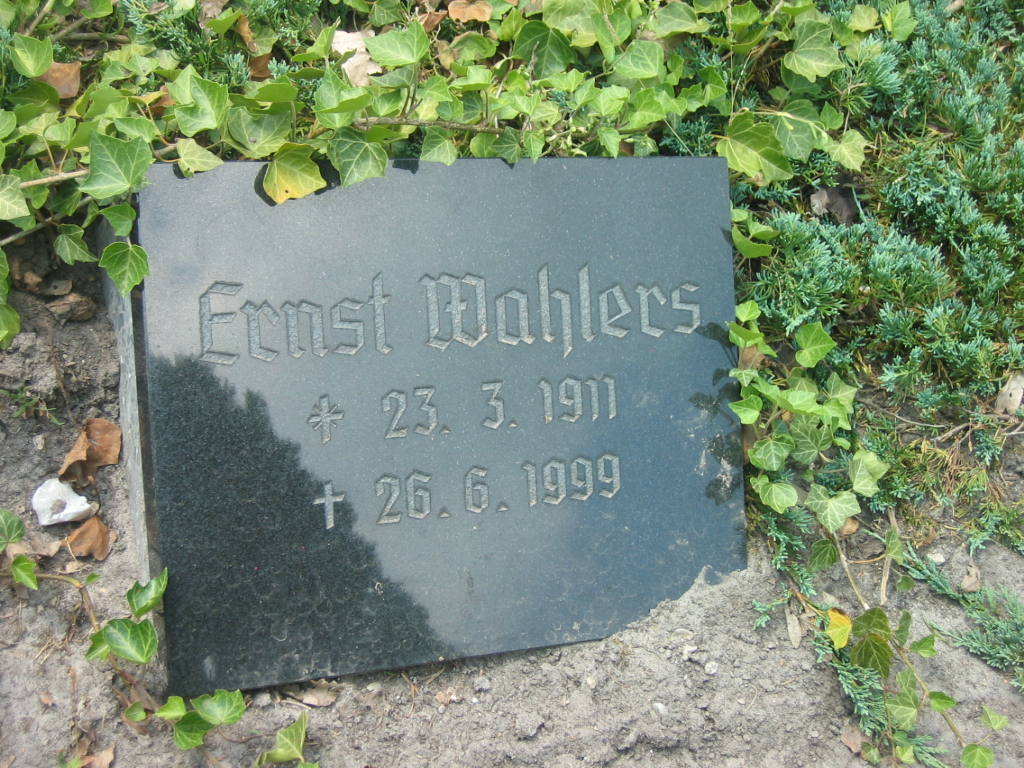 Ernst Wahlers
* 23. 3. 1911
† 26. 6. 1999